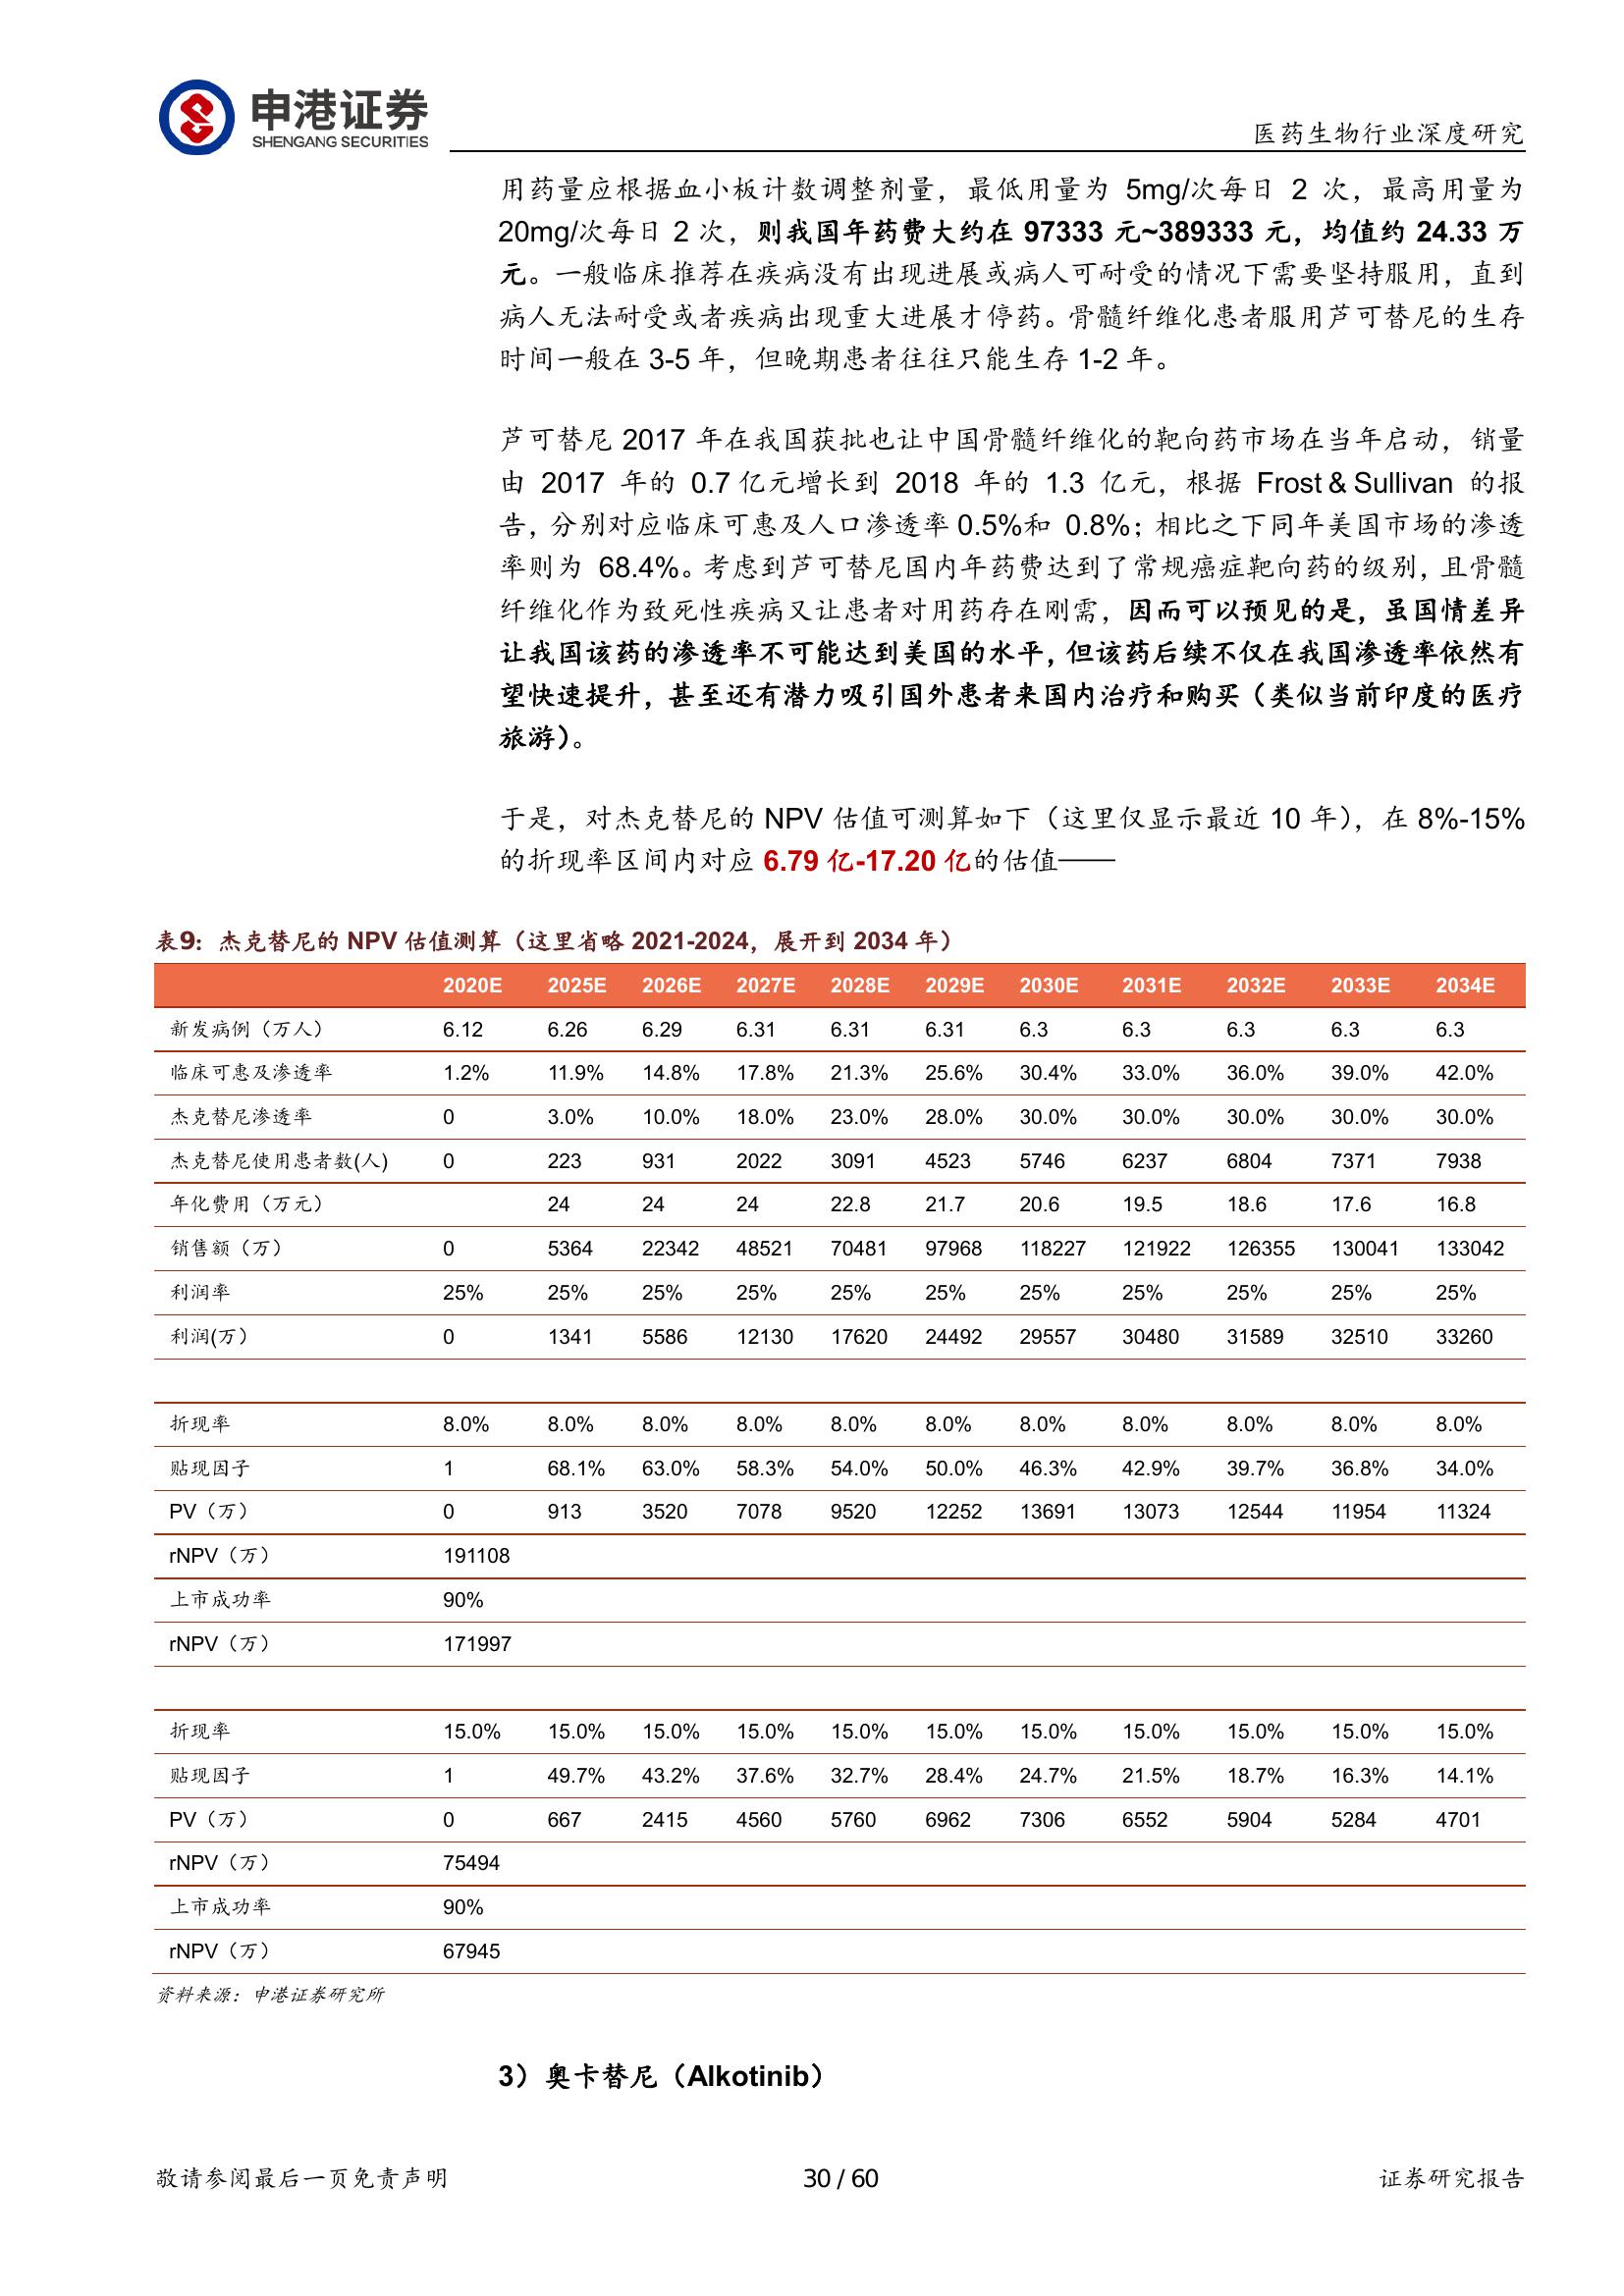 申港证券
SHENGANG SECURITIES
医药生物行业深度研究
用药量应根据血小板计数调整剂量，最低用量为 5mg/次每日 2 次，最高用量为
20mg/次每日 2 次，则我国年药费大约在 97333 元~389333 元，均值约 24.33 万
元。一般临床推荐在疾病没有出现进展或病人可耐受的情况下需要坚持服用，直到
病人无法耐受或者疾病出现重大进展才停药。骨髓纤维化患者服用芦可替尼的生存
时间一般在 3-5 年，但晚期患者往往只能生存 1-2 年。
芦可替尼 2017 年在我国获批也让中国骨髓纤维化的靶向药市场在当年启动，销量
由 2017 年的 0.7 亿元增长到 2018 年的 1.3 亿元，根据 Frost & Sullivan 的报
告，分别对应临床可惠及人口渗透率 0.5%和 0.8%；相比之下同年美国市场的渗透
率则为 68.4%。考虑到芦可替尼国内年药费达到了常规癌症靶向药的级别，且骨髓
纤维化作为致死性疾病又让患者对用药存在刚需，因而可以预见的是，虽国情差异
让我国该药的渗透率不可能达到美国的水平，但该药后续不仅在我国渗透率依然有
望快速提升，甚至还有潜力吸引国外患者来国内治疗和购买（类似当前印度的医疗
旅游）。
于是，对杰克替尼的 NPV 估值可测算如下（这里仅显示最近 10 年），在 8%-15%
的折现率区间内对应 6.79 亿-17.20 亿的估值——
表9：杰克替尼的 NPV 估值测算（这里省略 2021-2024，展开到 2034 年）
2020E 2025E 2026E 2027E 2028E 2029E 2030E 2031E 2032E 2033E 2034E
新发病例（万人） 6.12 6.26 6.29 6.31 6.31 6.31 6.3 6.3 6.3 6.3 6.3
临床可惠及渗透率 1.2% 11.9% 14.8% 17.8% 21.3% 25.6% 30.4% 33.0% 36.0% 39.0% 42.0%
杰克替尼渗透率 0 3.0% 10.0% 18.0% 23.0% 28.0% 30.0% 30.0% 30.0% 30.0% 30.0%
杰克替尼使用患者数(人) 0 223 931 2022 3091 4523 5746 6237 6804 7371 7938
年化费用（万元） 24 24 24 22.8 21.7 20.6 19.5 18.6 17.6 16.8
销售额（万） 0 5364 22342 48521 70481 97968 118227 121922 126355 130041 133042
利润率 25% 25% 25% 25% 25% 25% 25% 25% 25% 25% 25%
利润(万） 0 1341 5586 12130 17620 24492 29557 30480 31589 32510 33260
折现率 8.0% 8.0% 8.0% 8.0% 8.0% 8.0% 8.0% 8.0% 8.0% 8.0% 8.0%
贴现因子 1 68.1% 63.0% 58.3% 54.0% 50.0% 46.3% 42.9% 39.7% 36.8% 34.0%
PV（万） 0 913 3520 7078 9520 12252 13691 13073 12544 11954 11324
rNPV（万） 191108
上市成功率 90%
rNPV（万） 171997
折现率 15.0% 15.0% 15.0% 15.0% 15.0% 15.0% 15.0% 15.0% 15.0% 15.0% 15.0%
贴现因子 1 49.7% 43.2% 37.6% 32.7% 28.4% 24.7% 21.5% 18.7% 16.3% 14.1%
PV（万） 0 667 2415 4560 5760 6962 7306 6552 5904 5284 4701
rNPV（万） 75494
上市成功率 90%
rNPV（万） 67945
资料来源：申港证券研究所
3）奥卡替尼（Alkotinib）
敬请参阅最后一页免责声明 30 / 60 证券研究报告